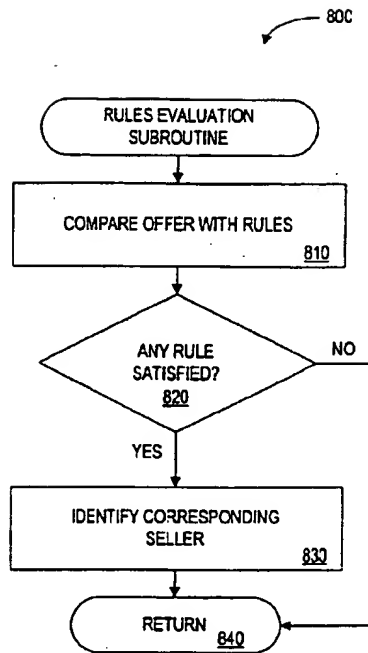 800
RULES EVALUATION
SUBROUTINE
COMPARE OFFER WITH RULES
810
ANY RULE
SATISFIED?
820
NO
YES
IDENTIFY CORRESPONDING
SELLER
830
RETURN
840